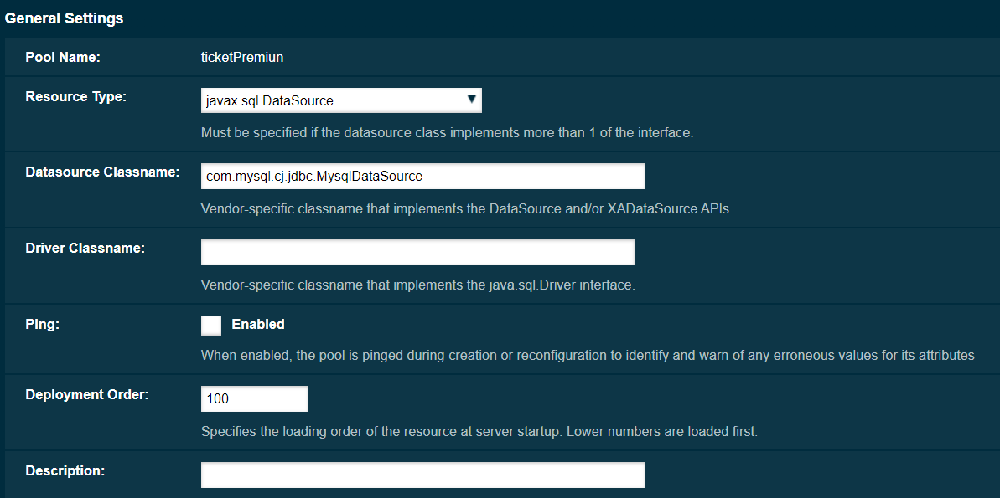 General Settings
Pool Name: ticketPremiun
Resource Type: javax.sql.DataSource
Must be specified if the datasource class implements more than 1 of the interface.
Datasource Classname: com.mysql.cj.jdbc.MysqlDataSource
Vendor-specific classname that implements the DataSource and/or XADataSource APIs
Driver Classname:
Vendor-specific classname that implements the java.sql.Driver interface.
Ping: Enabled
When enabled, the pool is pinged during creation or reconfiguration to identify and warn of any erroneous values for its attributes
Deployment Order: 100
Specifies the loading order of the resource at server startup. Lower numbers are loaded first.
Description: